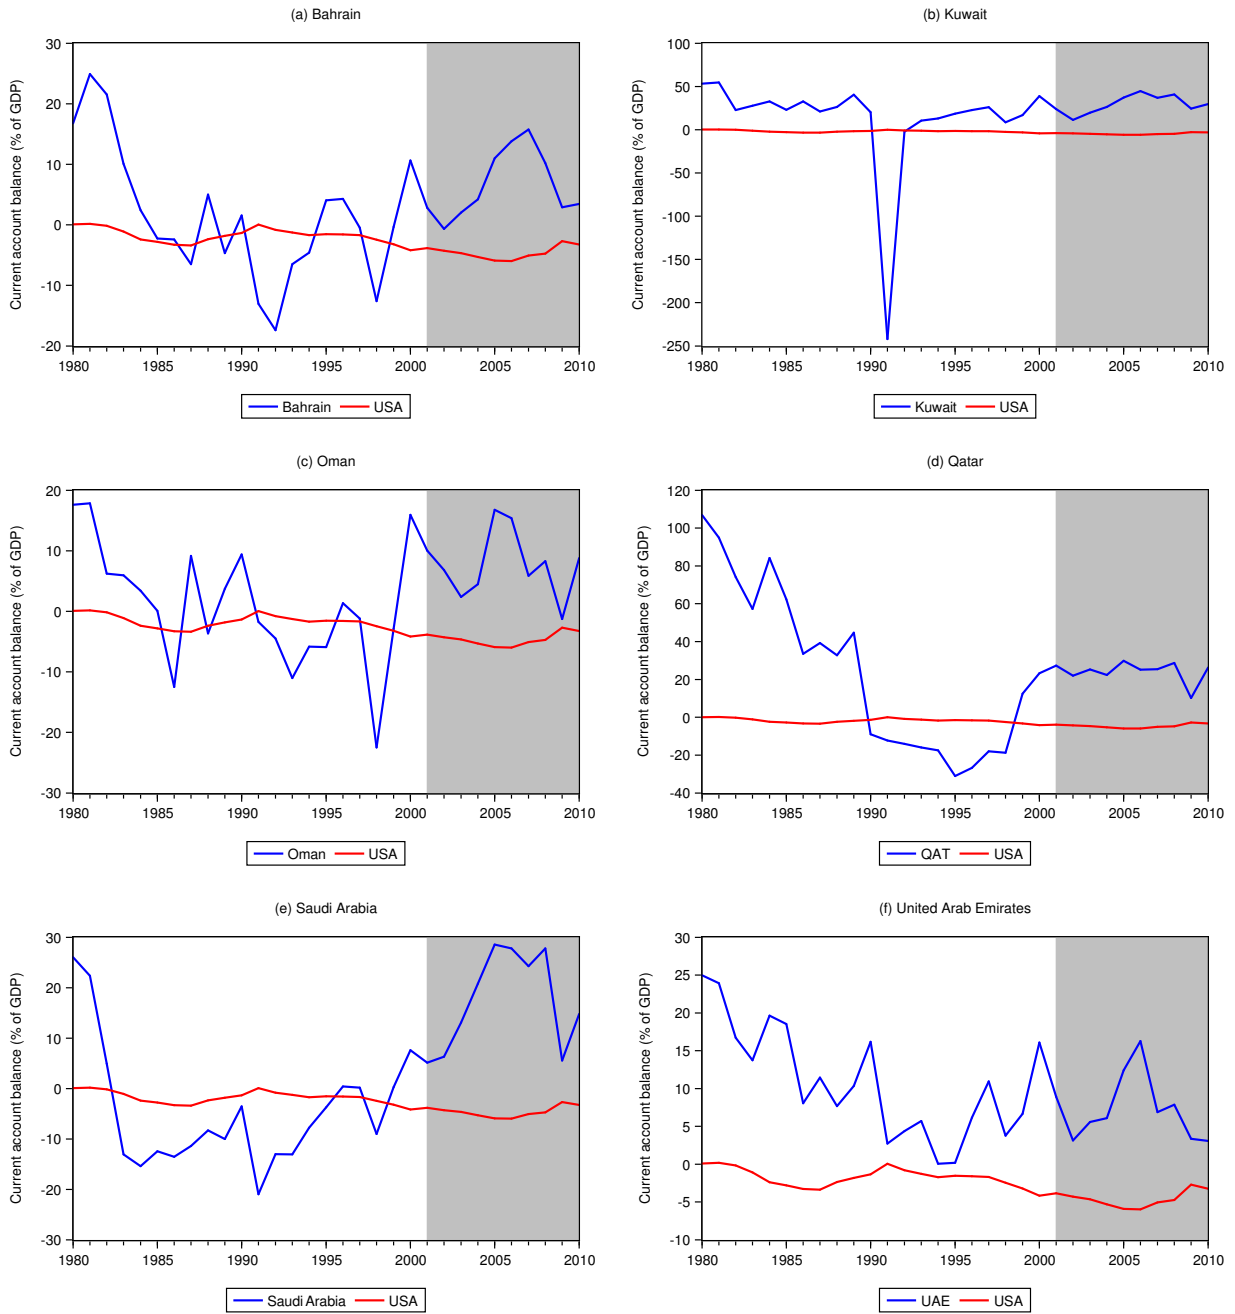 (a) Bahrain
Current account balance (% of GDP)
30
20
10
0
-10
-20
1980 1985 1990 1995 2000 2005 2010
Bahrain USA
(b) Kuwait
Current account balance (% of GDP)
100
50
0
-50
-100
-150
-200
-250
1980 1985 1990 1995 2000 2005 2010
Kuwait USA
(c) Oman
Current account balance (% of GDP)
20
10
0
-10
-20
-30
1980 1985 1990 1995 2000 2005 2010
Oman USA
(d) Qatar
Current account balance (% of GDP)
120
100
80
60
40
20
0
-20
-40
1980 1985 1990 1995 2000 2005 2010
QAT USA
(e) Saudi Arabia
Current account balance (% of GDP)
30
20
10
0
-10
-20
-30
1980 1985 1990 1995 2000 2005 2010
Saudi Arabia USA
(f) United Arab Emirates
Current account balance (% of GDP)
30
25
20
15
10
5
0
-5
-10
1980 1985 1990 1995 2000 2005 2010
UAE USA